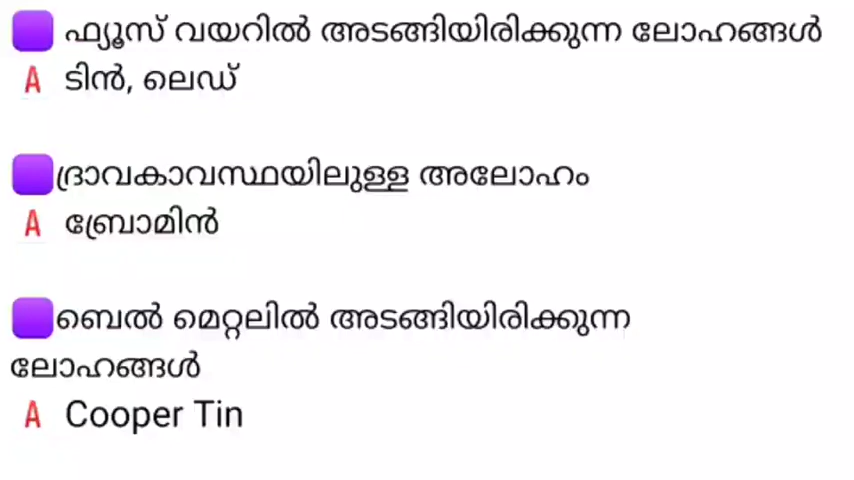 ഫ്യൂസ് വയറിൽ അടങ്ങിയിരിക്കുന്ന ലോഹങ്ങൾ
A ടിൻ, ലെഡ്
ദ്രാവകാവസ്ഥയിലുള്ള അലോഹം
A ബ്രോമിൻ
ബെൽ മെറ്റലിൽ അടങ്ങിയിരിക്കുന്ന
ലോഹങ്ങൾ
A Cooper Tin